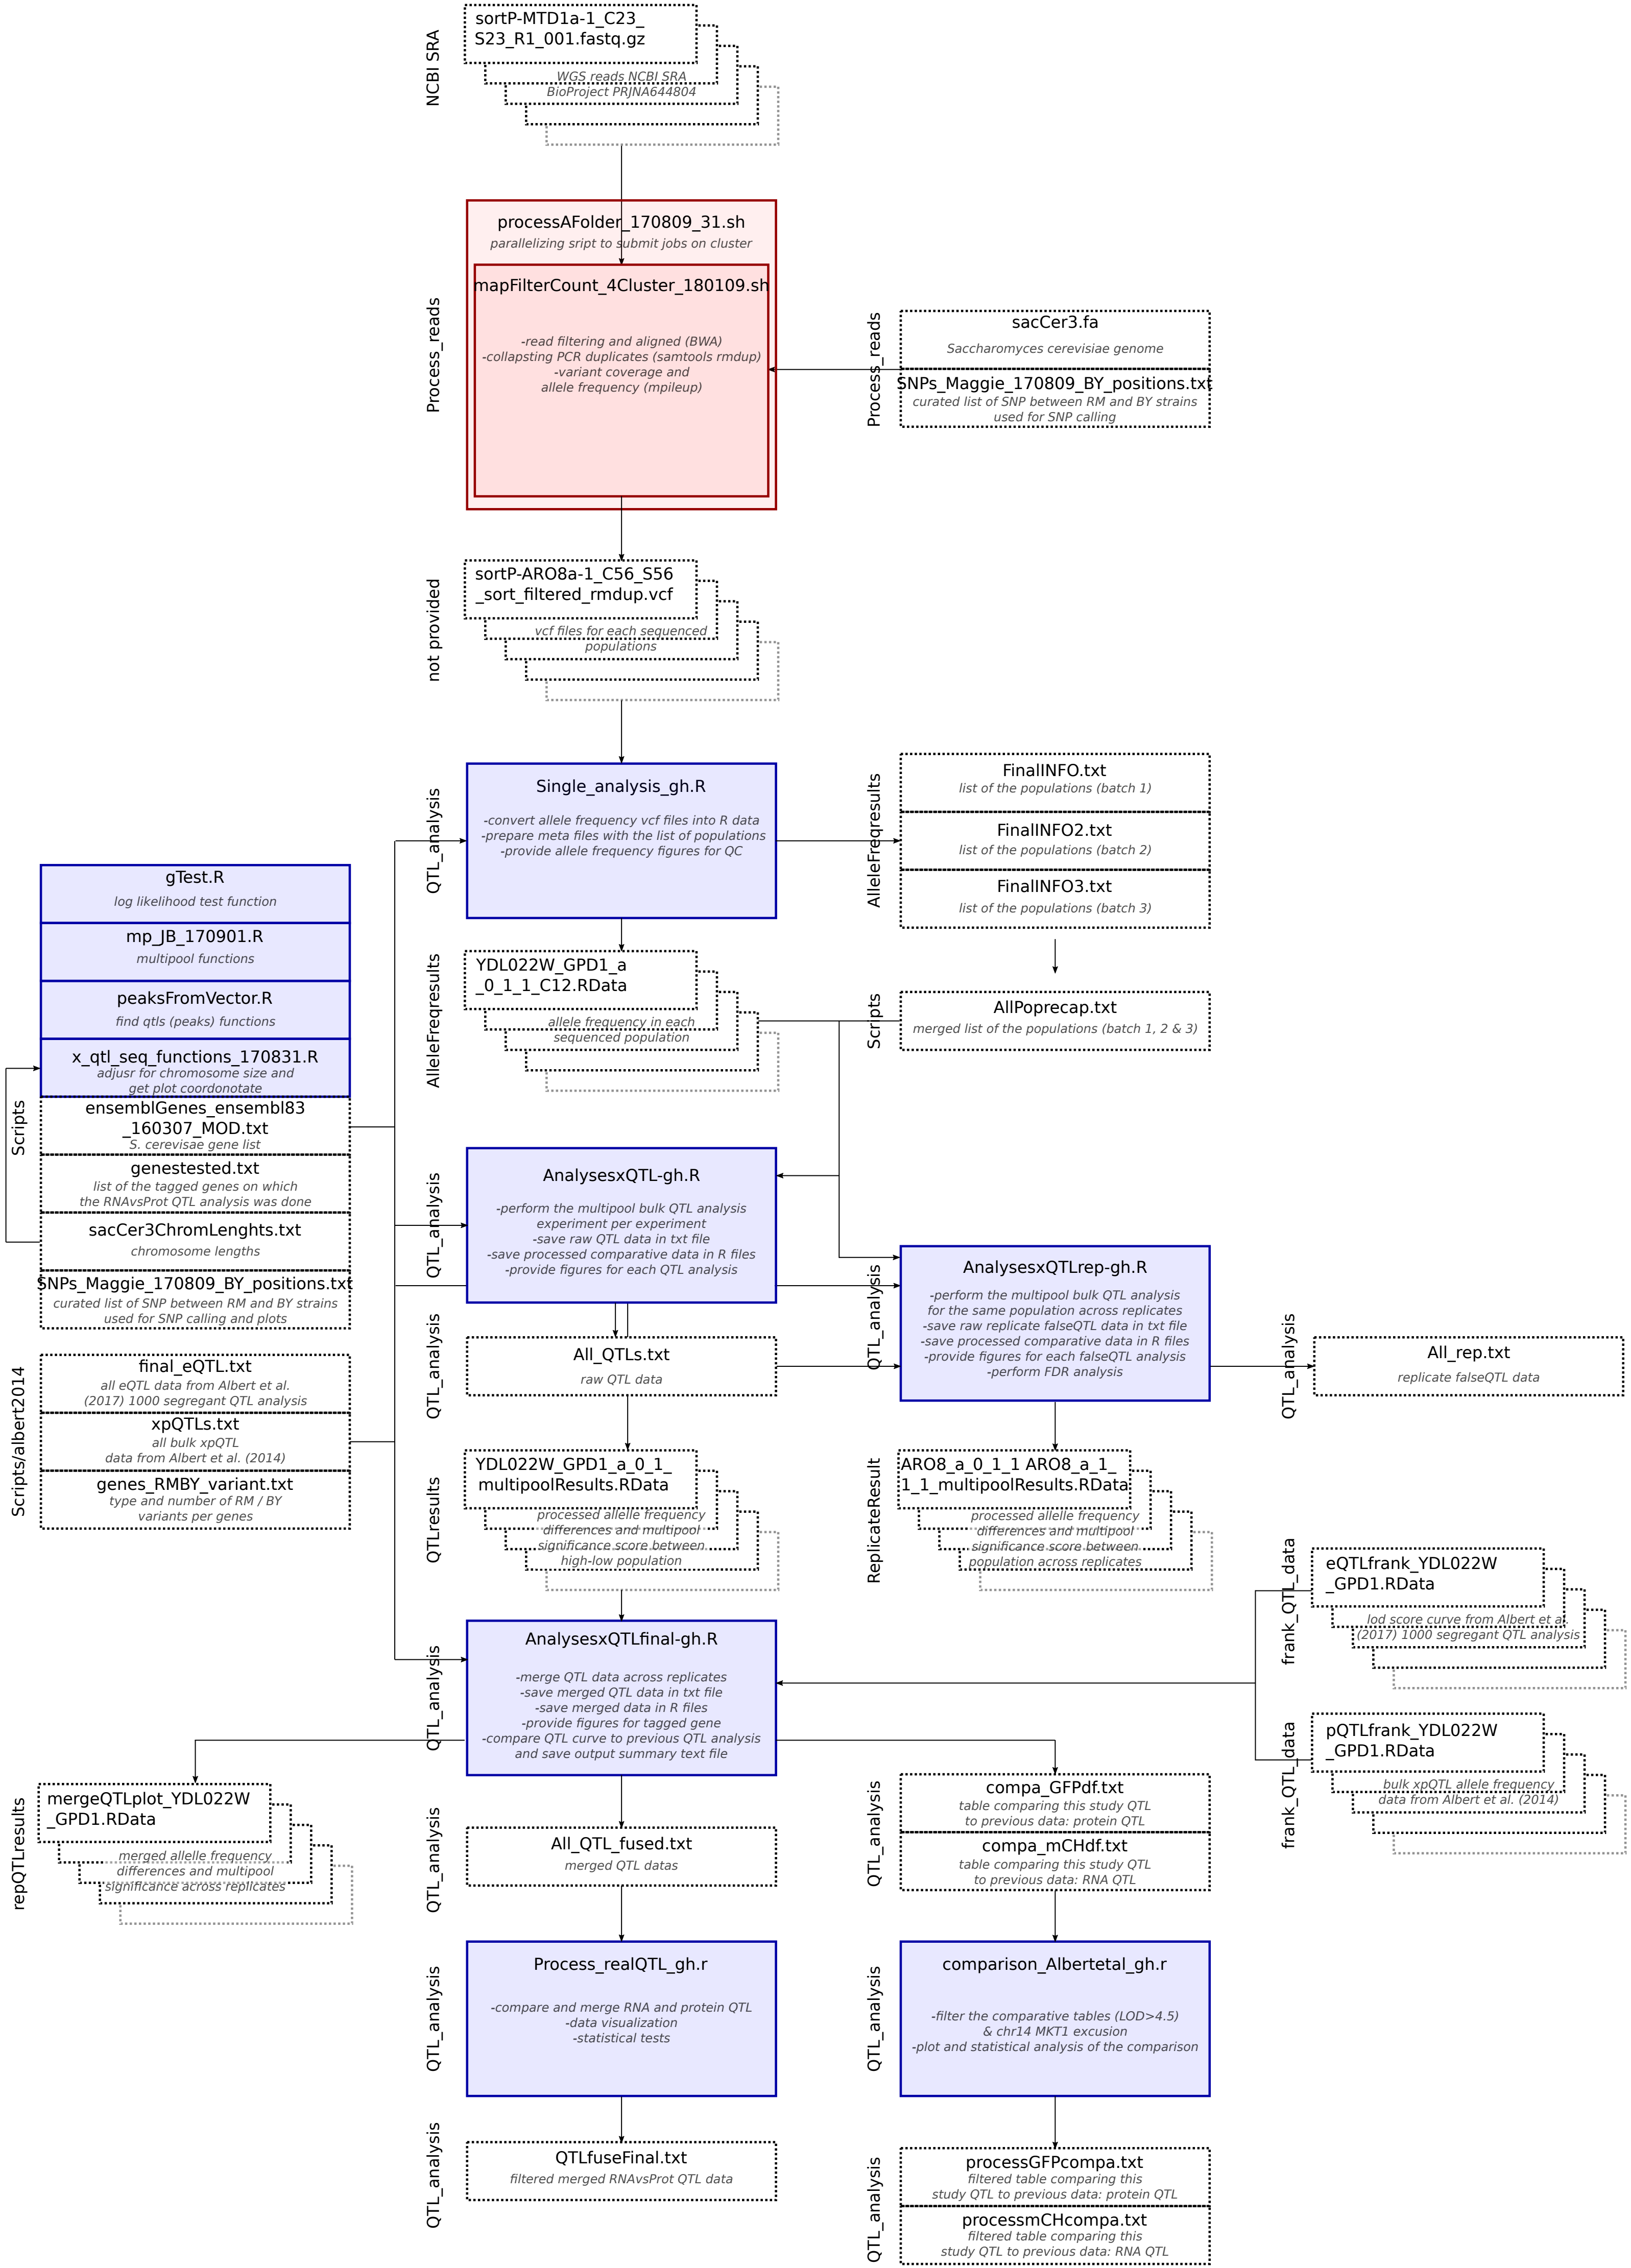 NCBI SRA
sortP-MTD1a-1_C23_
S23_R1_001.fastq.gz
WGS reads NCBI SRA
BioProject PRJNA644804
Process_reads
processAFolder_170809_31.sh
parallelizing sript to submit jobs on cluster
mapFilterCount_4Cluster_180109.sh
-read filtering and aligned (BWA)
-collapsting PCR duplicates (samtools rmdup)
-variant coverage and
allele frequency (mpileup)
Process_reads
sacCer3.fa
Saccharomyces cerevisiae genome
SNPs_Maggie_170809_BY_positions.txt
curated list of SNP between RM and BY strains
used for SNP calling
not provided
sortP-ARO8a-1_C56_S56
_sort_filtered_rmdup.vcf
vcf files for each sequenced
populations
QTL_analysis
Single_analysis_gh.R
-convert allele frequency vcf files into R data
-prepare meta files with the list of populations
-provide allele frequency figures for QC
AlleleFreqresults
FinalINFO.txt
list of the populations (batch 1)
FinalINFO2.txt
list of the populations (batch 2)
FinalINFO3.txt
list of the populations (batch 3)
AlleleFreqresults
YDL022W_GPD1_a
_0_1_1_C12.RData
allele frequency in each
sequenced population
Scripts
AllPoprecap.txt
merged list of the populations (batch 1, 2 & 3)
Scripts
gTest.R
log likelihood test function
mp_JB_170901.R
multipool functions
peaksFromVector.R
find qtls (peaks) functions
x_qtl_seq_functions_170831.R
adjusr for chromosome size and
get plot coordonotate
ensemblGenes_ensembl83
_160307_MOD.txt
S. cerevisae gene list
genestested.txt
list of the tagged genes on which
the RNAvsProt QTL analysis was done
sacCer3ChromLenghts.txt
chromosome lengths
SNPs_Maggie_170809_BY_positions.txt
curated list of SNP between RM and BY strains
used for SNP calling and plots
Scripts/albert2014
final_eQTL.txt
all eQTL data from Albert et al.
(2017) 1000 segregant QTL analysis
xpQTLs.txt
all bulk xpQTL
data from Albert et al. (2014)
genes_RMBY_variant.txt
type and number of RM / BY
variants per genes
QTL_analysis
AnalysesxQTL-gh.R
-perform the multipool bulk QTL analysis
experiment per experiment
-save raw QTL data in txt file
-save processed comparative data in R files
-provide figures for each QTL analysis
QTL_analysis
AnalysesxQTLrep-gh.R
-perform the multipool bulk QTL analysis
for the same population across replicates
-save raw replicate falseQTL data in txt file
-save processed comparative data in R files
-provide figures for each falseQTL analysis
-perform FDR analysis
QTL_analysis
All_QTLs.txt
raw QTL data
QTL_analysis
All_rep.txt
replicate falseQTL data
QTLresults
YDL022W_GPD1_a_0_1_
multipoolResults.RData
processed allelle frequency
differences and multipool
significance score between
high-low population
ReplicateResult
ARO8_a_0_1_1 ARO8_a_1_
1_1_multipoolResults.RData
processed allelle frequency
differences and multipool
significance score between
population across replicates
frank_QTL_data
eQTLfrank_YDL022W
_GPD1.RData
lod score curve from Albert et al.
(2017) 1000 segregant QTL analysis
frank_QTL_data
pQTLfrank_YDL022W
_GPD1.RData
bulk xpQTL allele frequency
data from Albert et al. (2014)
QTL_analysis
AnalysesxQTLfinal-gh.R
-merge QTL data across replicates
-save merged QTL data in txt file
-save merged data in R files
-provide figures for tagged gene
-compare QTL curve to previous QTL analysis
and save output summary text file
repQTLresults
mergeQTLplot_YDL022W
_GPD1.RData
merged allelle frequency
differences and multipool
significance across replicates
QTL_analysis
All_QTL_fused.txt
merged QTL datas
QTL_analysis
compa_GFPdf.txt
table comparing this study QTL
to previous data: protein QTL
compa_mCHdf.txt
table comparing this study QTL
to previous data: RNA QTL
QTL_analysis
Process_realQTL_gh.r
-compare and merge RNA and protein QTL
-data visualization
-statistical tests
QTL_analysis
comparison_Albertetal_gh.r
-filter the comparative tables (LOD>4.5)
& chr14 MKT1 excusion
-plot and statistical analysis of the comparison
QTL_analysis
QTLfuseFinal.txt
filtered merged RNAvsProt QTL data
QTL_analysis
processGFPcompa.txt
filtered table comparing this
study QTL to previous data: protein QTL
processmCHcompa.txt
filtered table comparing this
study QTL to previous data: RNA QTL